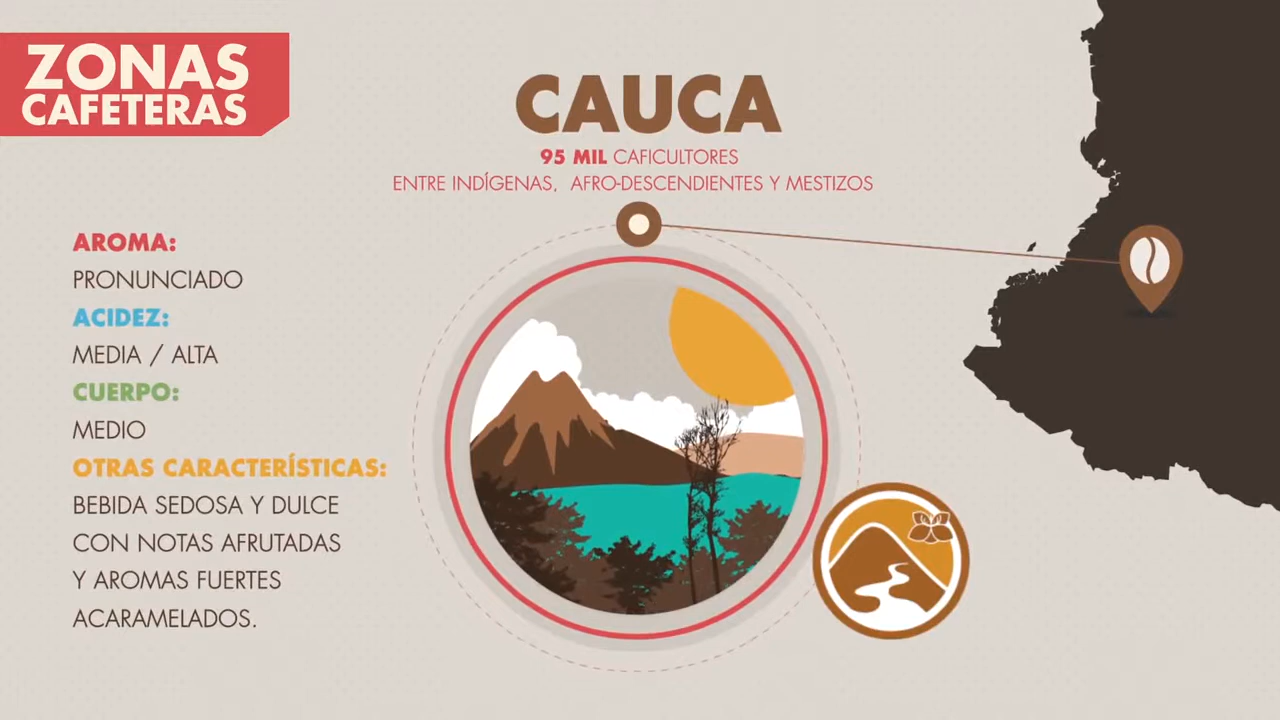 ZONAS
CAFETERAS
CAUCA
95 MIL CAFICULTORES
ENTRE INDÍGENAS, AFRO-DESCENDIENTES Y MESTIZOS
AROMA:
PRONUNCIADO
ACIDEZ:
MEDIA / ALTA
CUERPO:
MEDIO
OTRAS CARACTERÍSTICAS:
BEBIDA SEDOSA Y DULCE
CON NOTAS AFRUTADAS
Y AROMAS FUERTES
ACARAMELADOS.